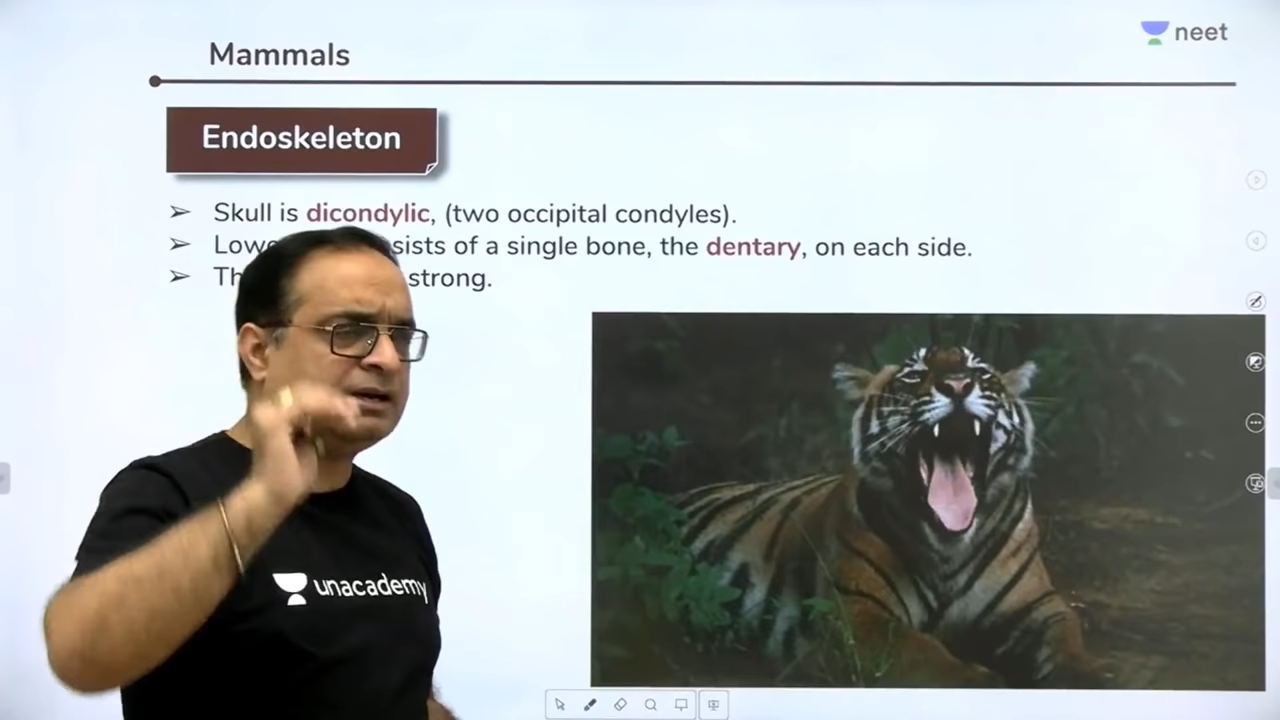 neet
Mammals
Endoskeleton
➢ Skull is dicondylic, (two occipital condyles).
➢ sists of a single bone, the dentary, on each side.
➢ strong.
unacademy